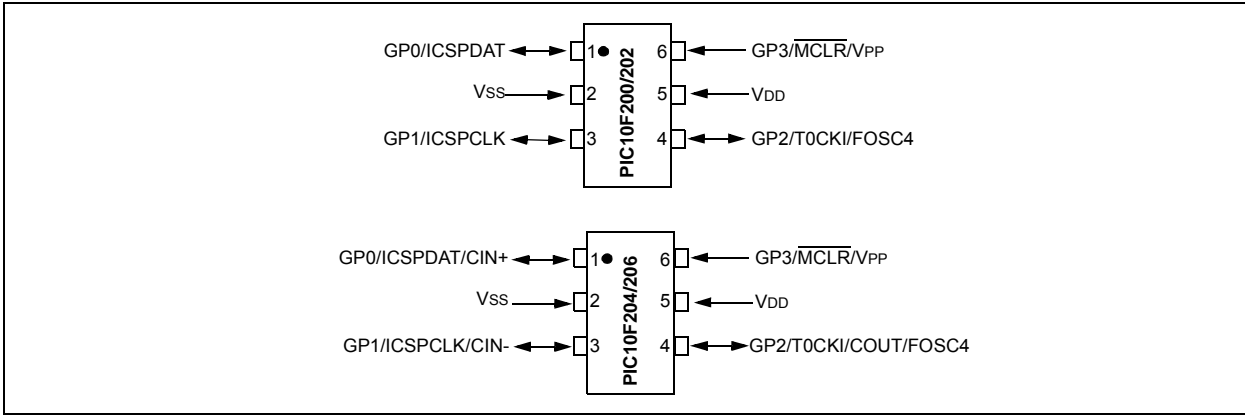 GP0/ICSPDAT 1 6 GP3/MCLR/VPP
VSS 2 5 VDD
GP1/ICSPCLK 3 4 GP2/T0CKI/FOSC4
PIC10F200/202
GP0/ICSPDAT/CIN+ 1 6 GP3/MCLR/VPP
VSS 2 5 VDD
GP1/ICSPCLK/CIN- 3 4 GP2/T0CKI/COUT/FOSC4
PIC10F204/206